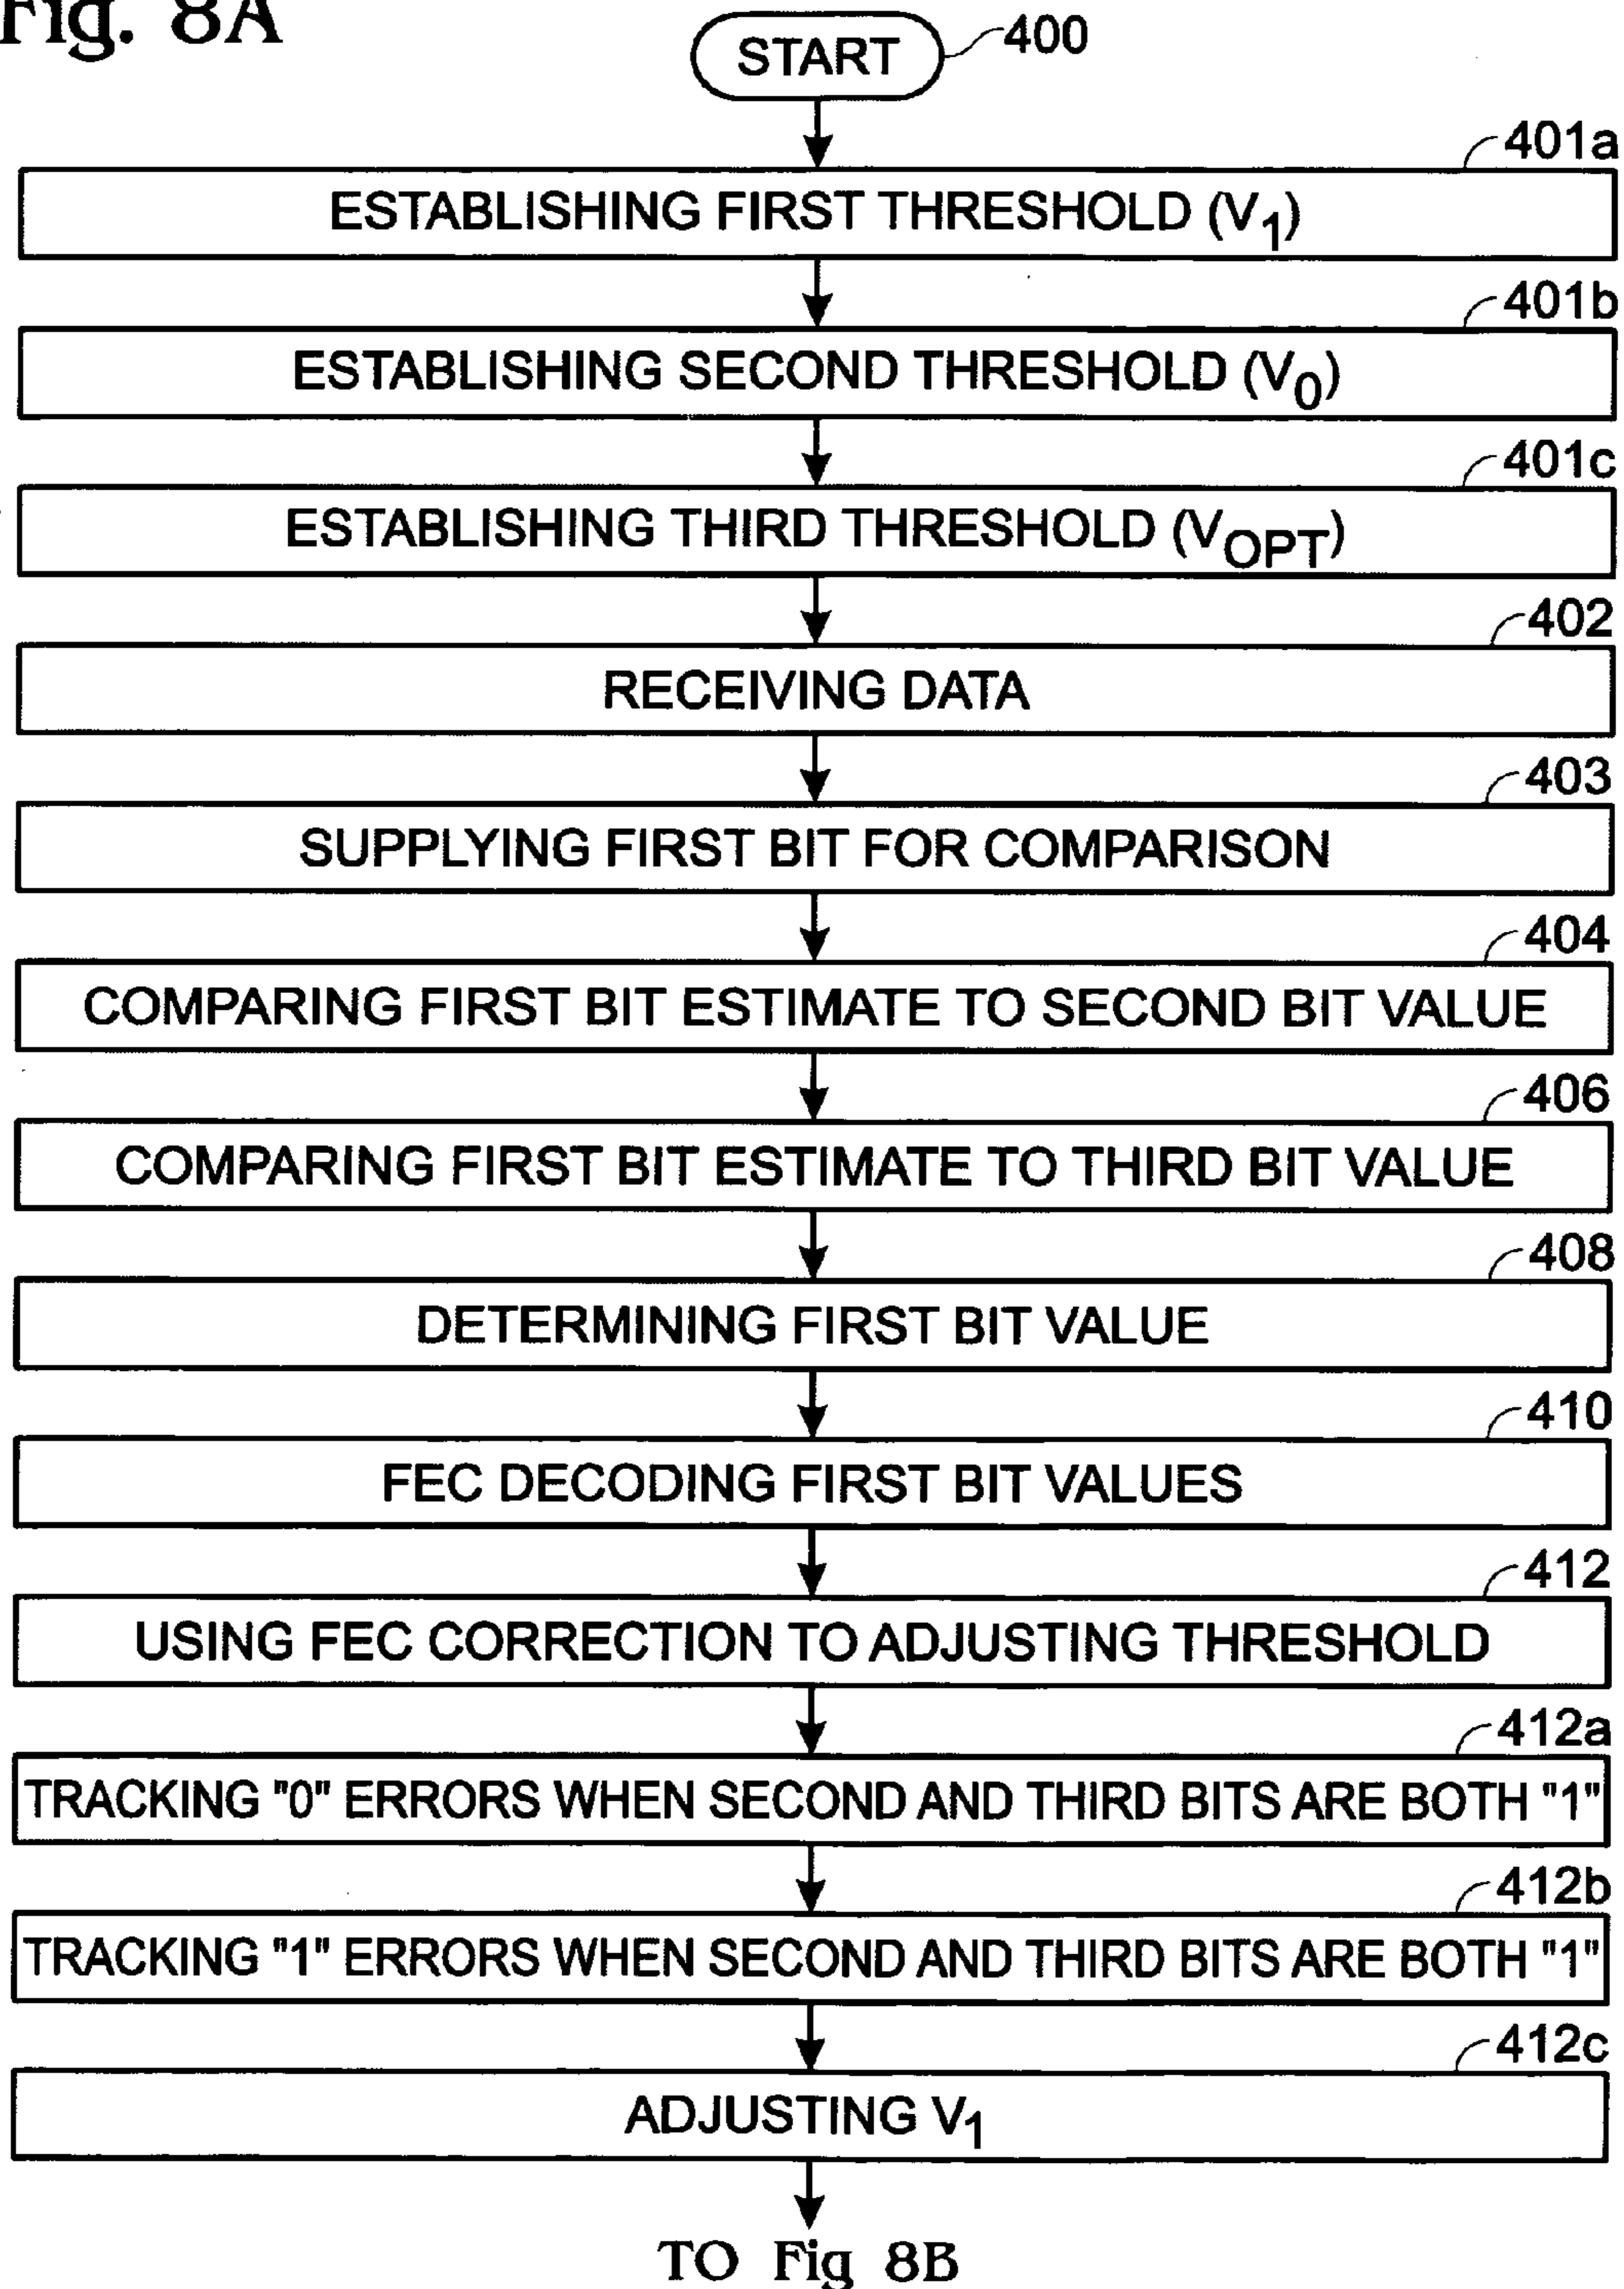 Fig. 8A
START
400
401a
ESTABLISHING FIRST THRESHOLD (V1)
401b
ESTABLISHING SECOND THRESHOLD (V0)
401c
ESTABLISHING THIRD THRESHOLD (VOPT)
402
RECEIVING DATA
403
SUPPLYING FIRST BIT FOR COMPARISON
404
COMPARING FIRST BIT ESTIMATE TO SECOND BIT VALUE
406
COMPARING FIRST BIT ESTIMATE TO THIRD BIT VALUE
408
DETERMINING FIRST BIT VALUE
410
FEC DECODING FIRST BIT VALUES
412
USING FEC CORRECTION TO ADJUSTING THRESHOLD
412a
TRACKING "0" ERRORS WHEN SECOND AND THIRD BITS ARE BOTH "1"
412b
TRACKING "1" ERRORS WHEN SECOND AND THIRD BITS ARE BOTH "1"
412c
ADJUSTING V1
TO Fig 8B